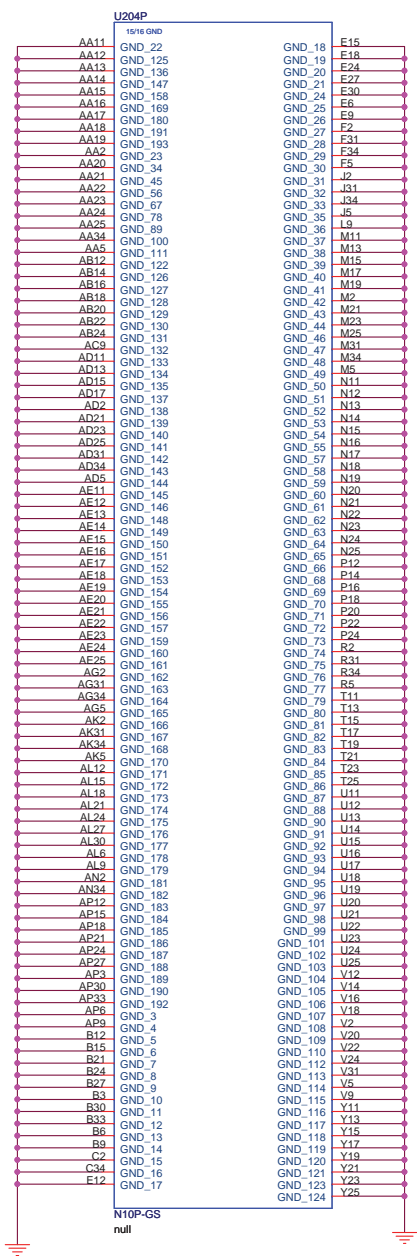 U204P
15/16 GND
AA11 GND_22 GND_18 E15
AA12 GND_125 GND_19 E18
AA13 GND_136 GND_20 E24
AA14 GND_147 GND_21 E27
AA15 GND_158 GND_24 E30
AA16 GND_169 GND_25 E6
AA17 GND_180 GND_26 E9
AA18 GND_191 GND_27 F2
AA19 GND_193 GND_28 F31
AA2 GND_23 GND_29 F34
AA20 GND_34 GND_30 F5
AA21 GND_45 GND_31 J2
AA22 GND_56 GND_32 J31
AA23 GND_67 GND_33 J34
AA24 GND_78 GND_35 J5
AA25 GND_89 GND_36 L9
AA34 GND_100 GND_37 M11
AA5 GND_111 GND_38 M13
AB12 GND_122 GND_39 M15
AB14 GND_126 GND_40 M17
AB16 GND_127 GND_41 M19
AB18 GND_128 GND_42 M2
AB20 GND_129 GND_43 M21
AB22 GND_130 GND_44 M23
AB24 GND_131 GND_46 M25
AC9 GND_132 GND_47 M31
AD11 GND_133 GND_48 M34
AD13 GND_134 GND_49 M5
AD15 GND_135 GND_50 N11
AD17 GND_137 GND_51 N12
AD2 GND_138 GND_52 N13
AD21 GND_139 GND_53 N14
AD23 GND_140 GND_54 N15
AD25 GND_141 GND_55 N16
AD31 GND_142 GND_57 N17
AD34 GND_143 GND_58 N18
AD5 GND_144 GND_59 N19
AE11 GND_145 GND_60 N20
AE12 GND_146 GND_61 N21
AE13 GND_148 GND_62 N22
AE14 GND_149 GND_63 N23
AE15 GND_150 GND_64 N24
AE16 GND_151 GND_65 N25
AE17 GND_152 GND_66 P12
AE18 GND_153 GND_68 P14
AE19 GND_154 GND_69 P16
AE20 GND_155 GND_70 P18
AE21 GND_156 GND_71 P20
AE22 GND_157 GND_72 P22
AE23 GND_159 GND_73 P24
AE24 GND_160 GND_74 R2
AE25 GND_161 GND_75 R31
AG2 GND_162 GND_76 R34
AG31 GND_163 GND_77 R5
AG34 GND_164 GND_79 T11
AG5 GND_165 GND_80 T13
AK2 GND_166 GND_81 T15
AK31 GND_167 GND_82 T17
AK34 GND_168 GND_83 T19
AK5 GND_170 GND_84 T21
AL12 GND_171 GND_85 T23
AL15 GND_172 GND_86 T25
AL18 GND_173 GND_87 U11
AL21 GND_174 GND_88 U12
AL24 GND_175 GND_90 U13
AL27 GND_176 GND_91 U14
AL30 GND_177 GND_92 U15
AL6 GND_178 GND_93 U16
AL9 GND_179 GND_94 U17
AN2 GND_181 GND_95 U18
AN34 GND_182 GND_96 U19
AP12 GND_183 GND_97 U20
AP15 GND_184 GND_98 U21
AP18 GND_185 GND_99 U22
AP21 GND_186 GND_101 U23
AP24 GND_187 GND_102 U24
AP27 GND_188 GND_103 U25
AP3 GND_189 GND_104 V12
AP30 GND_190 GND_105 V14
AP33 GND_192 GND_106 V16
AP6 GND_3 GND_107 V18
AP9 GND_4 GND_108 V2
B12 GND_5 GND_109 V20
B15 GND_6 GND_110 V22
B21 GND_7 GND_112 V24
B24 GND_8 GND_113 V31
B27 GND_9 GND_114 V5
B3 GND_10 GND_115 V9
B30 GND_11 GND_116 Y11
B33 GND_12 GND_117 Y13
B6 GND_13 GND_118 Y15
B9 GND_14 GND_119 Y17
C2 GND_15 GND_120 Y19
C34 GND_16 GND_121 Y21
E12 GND_17 GND_123 Y23
GND_124 Y25
N10P-GS
null